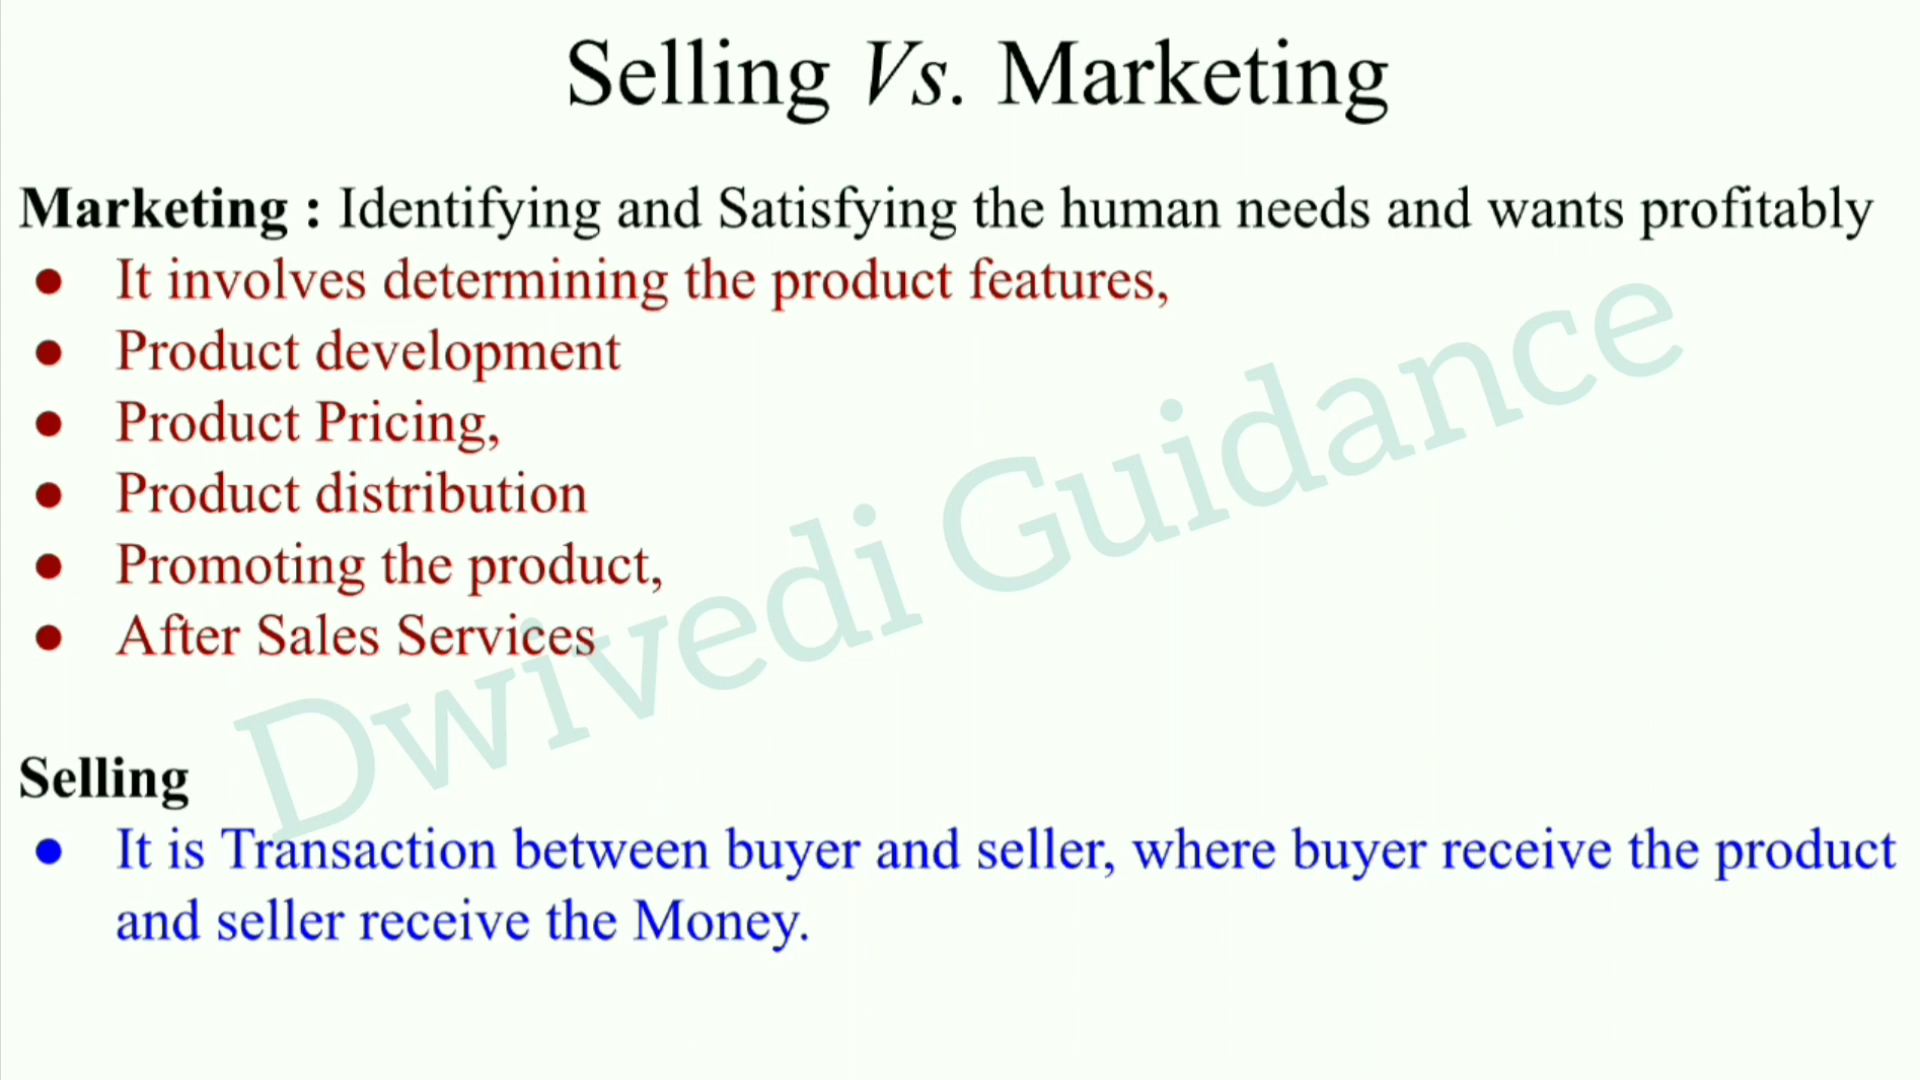 Selling Vs. Marketing
Marketing : Identifying and Satisfying the human needs and wants profitably
● It involves determining the product features,
● Product development
● Product Pricing,
● Product distribution
● Promoting the product,
● After Sales Services
Dwivedi Guidance
Selling
● It is Transaction between buyer and seller, where buyer receive the product
and seller receive the Money.